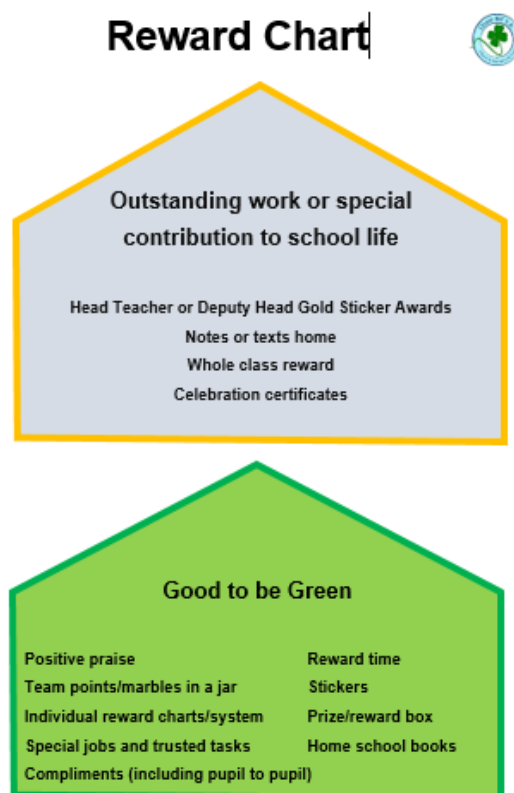 Reward Chart
Outstanding work or special
contribution to school life
Head Teacher or Deputy Head Gold Sticker Awards
Notes or texts home
Whole class reward
Celebration certificates
Good to be Green
Positive praise
Team points/marbles in a jar
Individual reward charts/system
Special jobs and trusted tasks
Compliments (including pupil to pupil)
Reward time
Stickers
Prize/reward box
Home school books